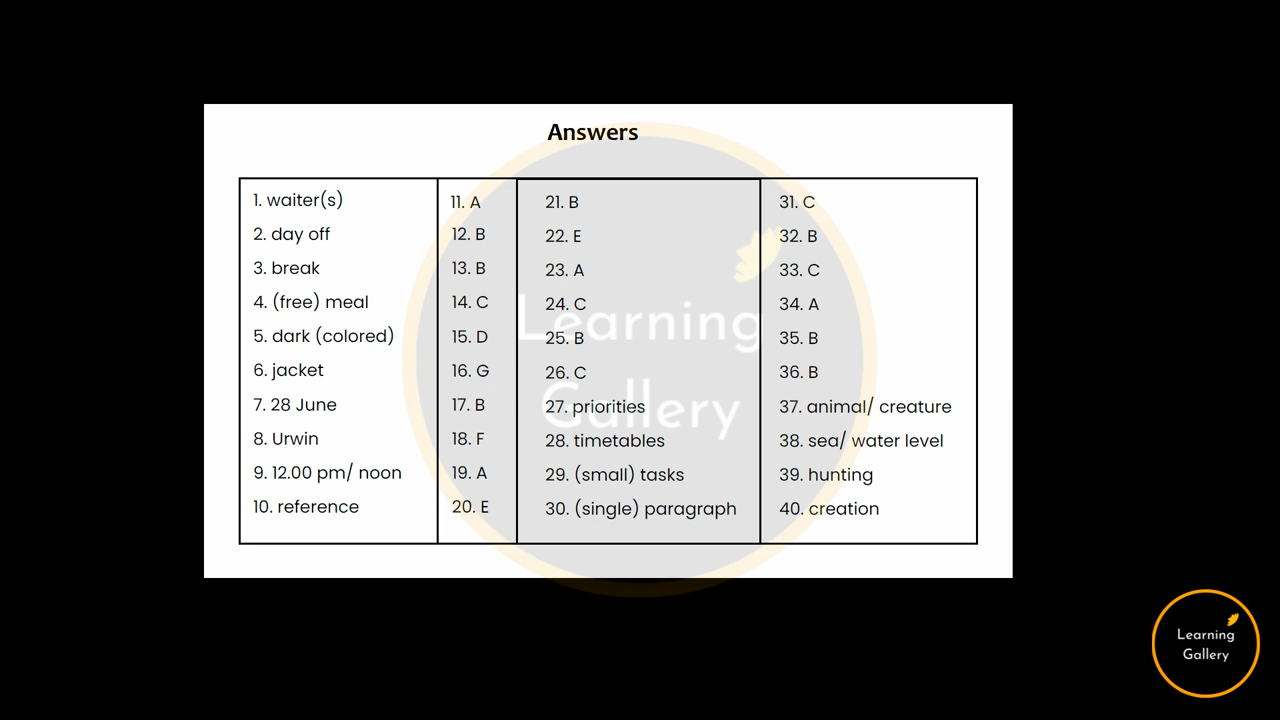 Answers
1. waiter(s)
2. day off
3. break
4. (free) meal
5. dark (colored)
6. jacket
7. 28 June
8. Urwin
9. 12.00 pm/ noon
10. reference
11. A
12. B
13. B
14. C
15. D
16. G
17. B
18. F
19. A
20. E
21. B
22. E
23. A
24. C
25. B
26. C
27. priorities
28. timetables
29. (small) tasks
30. (single) paragraph
31. C
32. B
33. C
34. A
35. B
36. B
37. animal/ creature
38. sea/ water level
39. hunting
40. creation
Learning
Gallery
Learning
Gallery